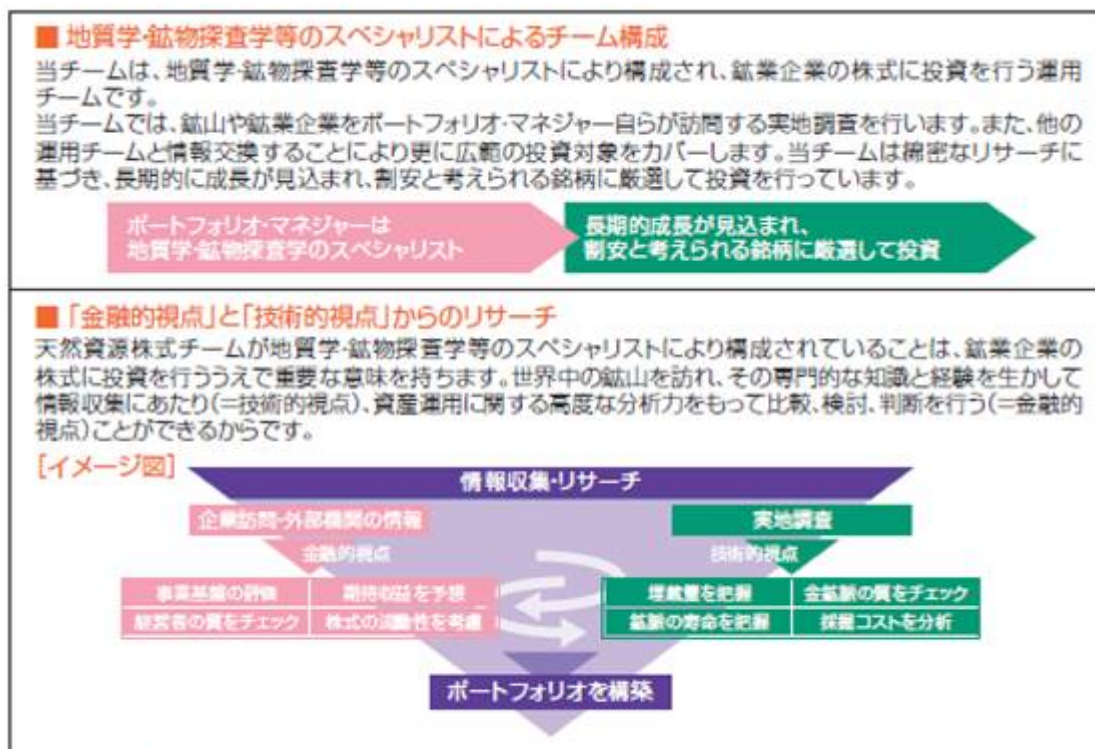 ■ 地質学・鉱物探査学等のスペシャリストによるチーム構成
当チームは、地質学・鉱物探査学等のスペシャリストにより構成され、鉱業企業の株式に投資を行う運用
チームです。
当チームでは、鉱山や鉱業企業をポートフォリオ・マネジャー自らが訪問する実地調査を行います。また、他の
運用チームと情報交換することにより更に広範の投資対象をカバーします。当チームは綿密なリサーチに
基づき、長期的に成長が見込まれ、割安と考えられる銘柄に厳選して投資を行っています。
ポートフォリオ・マネジャーは
地質学・鉱物探査学のスペシャリスト
長期的成長が見込まれ、
割安と考えられる銘柄に厳選して投資
■ 「金融的視点」と「技術的視点」からのリサーチ
天然資源株式チームが地質学・鉱物探査学等のスペシャリストにより構成されていることは、鉱業企業の
株式に投資を行ううえで重要な意味を持ちます。世界中の鉱山を訪れ、その専門的な知識と経験を生かして
情報収集にあたり(=技術的視点)、資産運用に関する高度な分析力をもって比較、検討、判断を行う(=金融的
視点)ことができるからです。
[イメージ図]
情報収集・リサーチ
企業訪問・外部機関の情報
実地調査
金融的視点
技術的視点
事業基盤の評価
期待収益を予想
埋蔵量を把握
金鉱脈の質をチェック
経営者の質をチェック
株式の流動性を考慮
鉱脈の寿命を把握
採掘コストを分析
ポートフォリオを構築